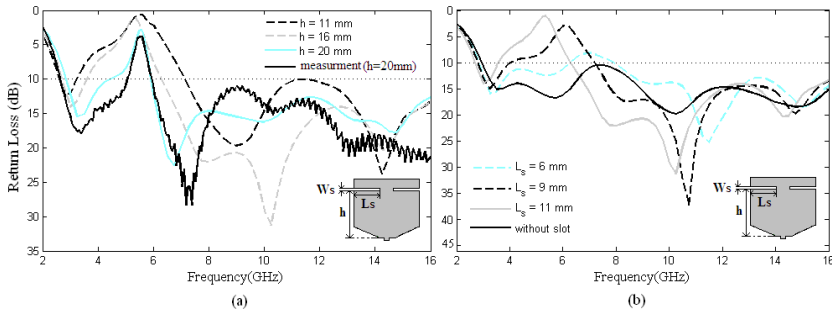 0
5
10
15
20
25
30
35
Return Loss (dB)
2
4
6
8
10
12
14
16
Frequency(GHz)
h = 11 mm
h = 16 mm
h = 20 mm
measurment (h=20mm)
Ws
h
Ls
(a)
0
5
10
15
20
25
30
35
40
45
2
4
6
8
10
12
14
16
Frequency(GHz)
Ls = 6 mm
Ls = 9 mm
Ls = 11 mm
without slot
Ws
h
Ls
(b)